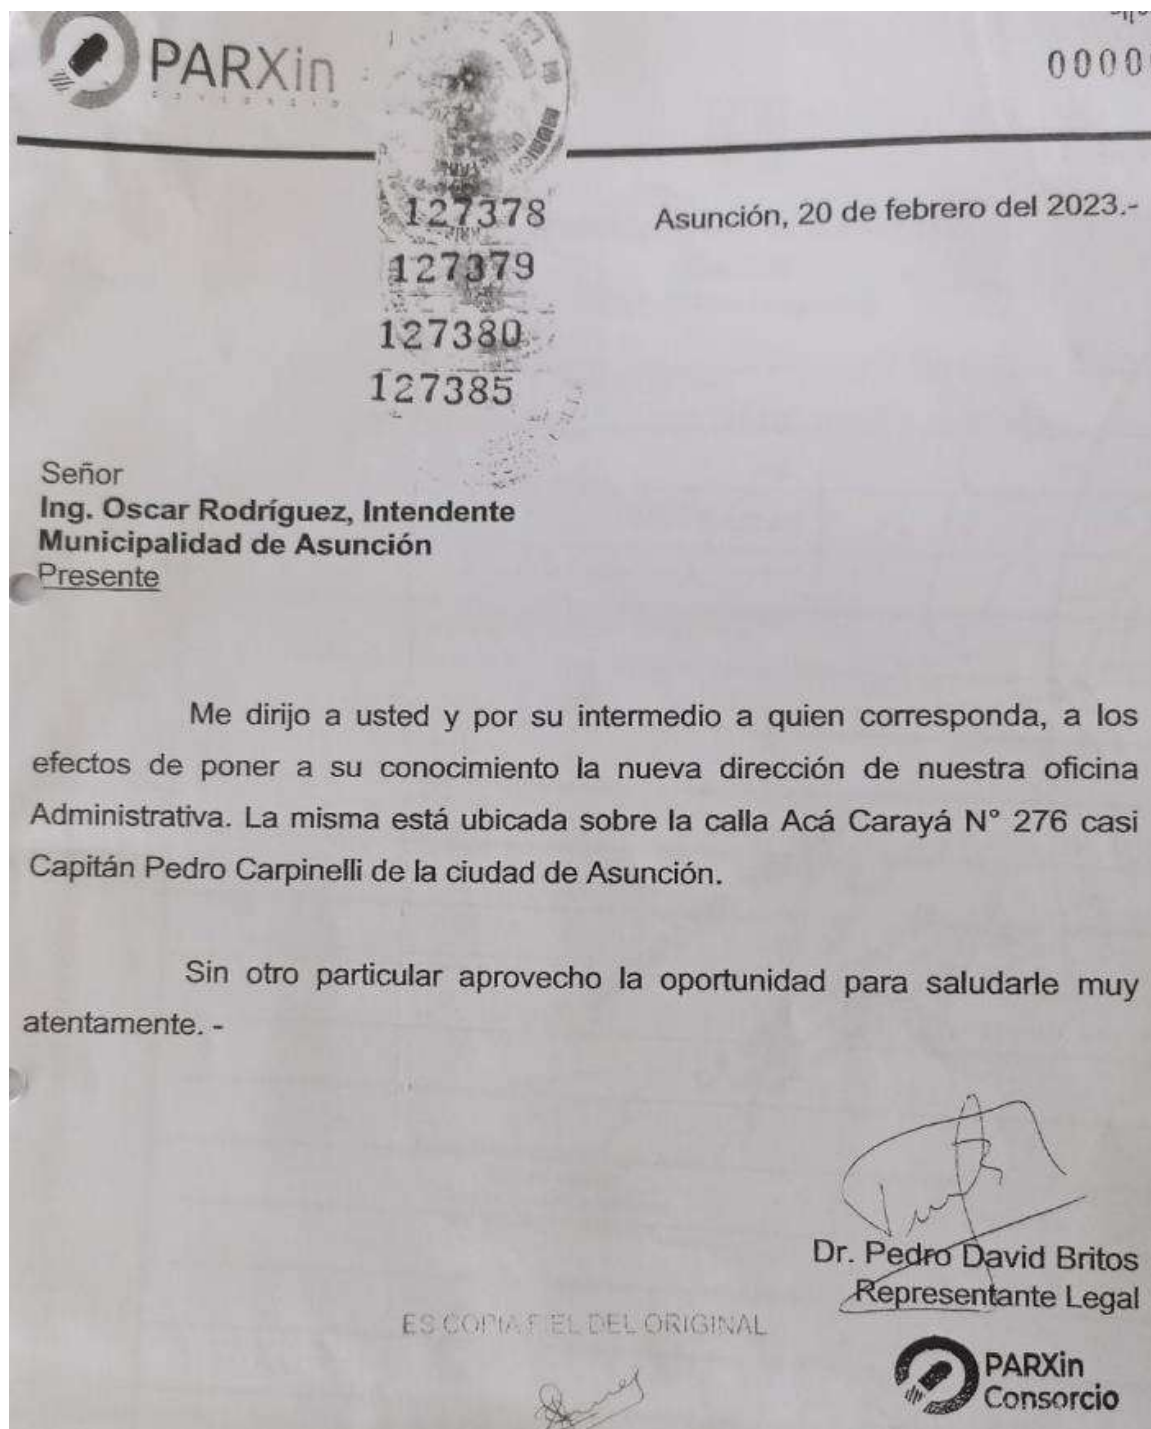 PARXin
CONSORCIO
0000
127378
Asunción, 20 de febrero del 2023.-
127379
127380
127385
Señor
Ing. Oscar Rodríguez, Intendente
Municipalidad de Asunción
Presente
Me dirijo a usted y por su intermedio a quien corresponda, a los
efectos de poner a su conocimiento la nueva dirección de nuestra oficina
Administrativa. La misma está ubicada sobre la calla Acá Carayá N° 276 casi
Capitán Pedro Carpinelli de la ciudad de Asunción.
Sin otro particular aprovecho la oportunidad para saludarle muy
atentamente. -
Dr. Pedro David Britos
Representante Legal
ES COPIA FIEL DEL ORIGINAL
PARXin
Consorcio